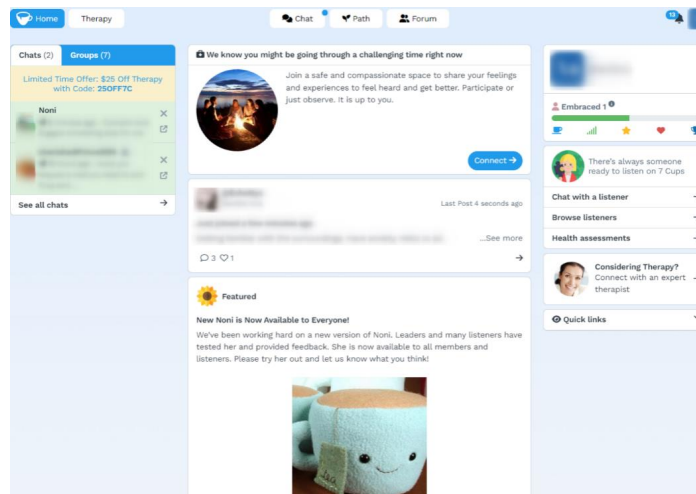 Home
Therapy
Chat
Path
Forum
13
Chats (2)
Groups (7)
Limited Time Offer: $25 Off Therapy
with Code: 25OFF7C
Noni
See all chats
We know you might be going through a challenging time right now
Join a safe and compassionate space to share your feelings
and experiences to feel heard and get better. Participate or
just observe. It is up to you.
Connect →
Last Post 4 seconds ago
...See more
3 1
Featured
New Noni is Now Available to Everyone!
We've been working hard on a new version of Noni. Leaders and many listeners have
tested her and provided feedback. She is now available to all members and
listeners. Please try her out and let us know what you think!
Embraced 1
There's always someone
ready to listen on 7 Cups
Chat with a listener
Browse listeners
Health assessments
Considering Therapy?
Connect with an expert
therapist
Quick links